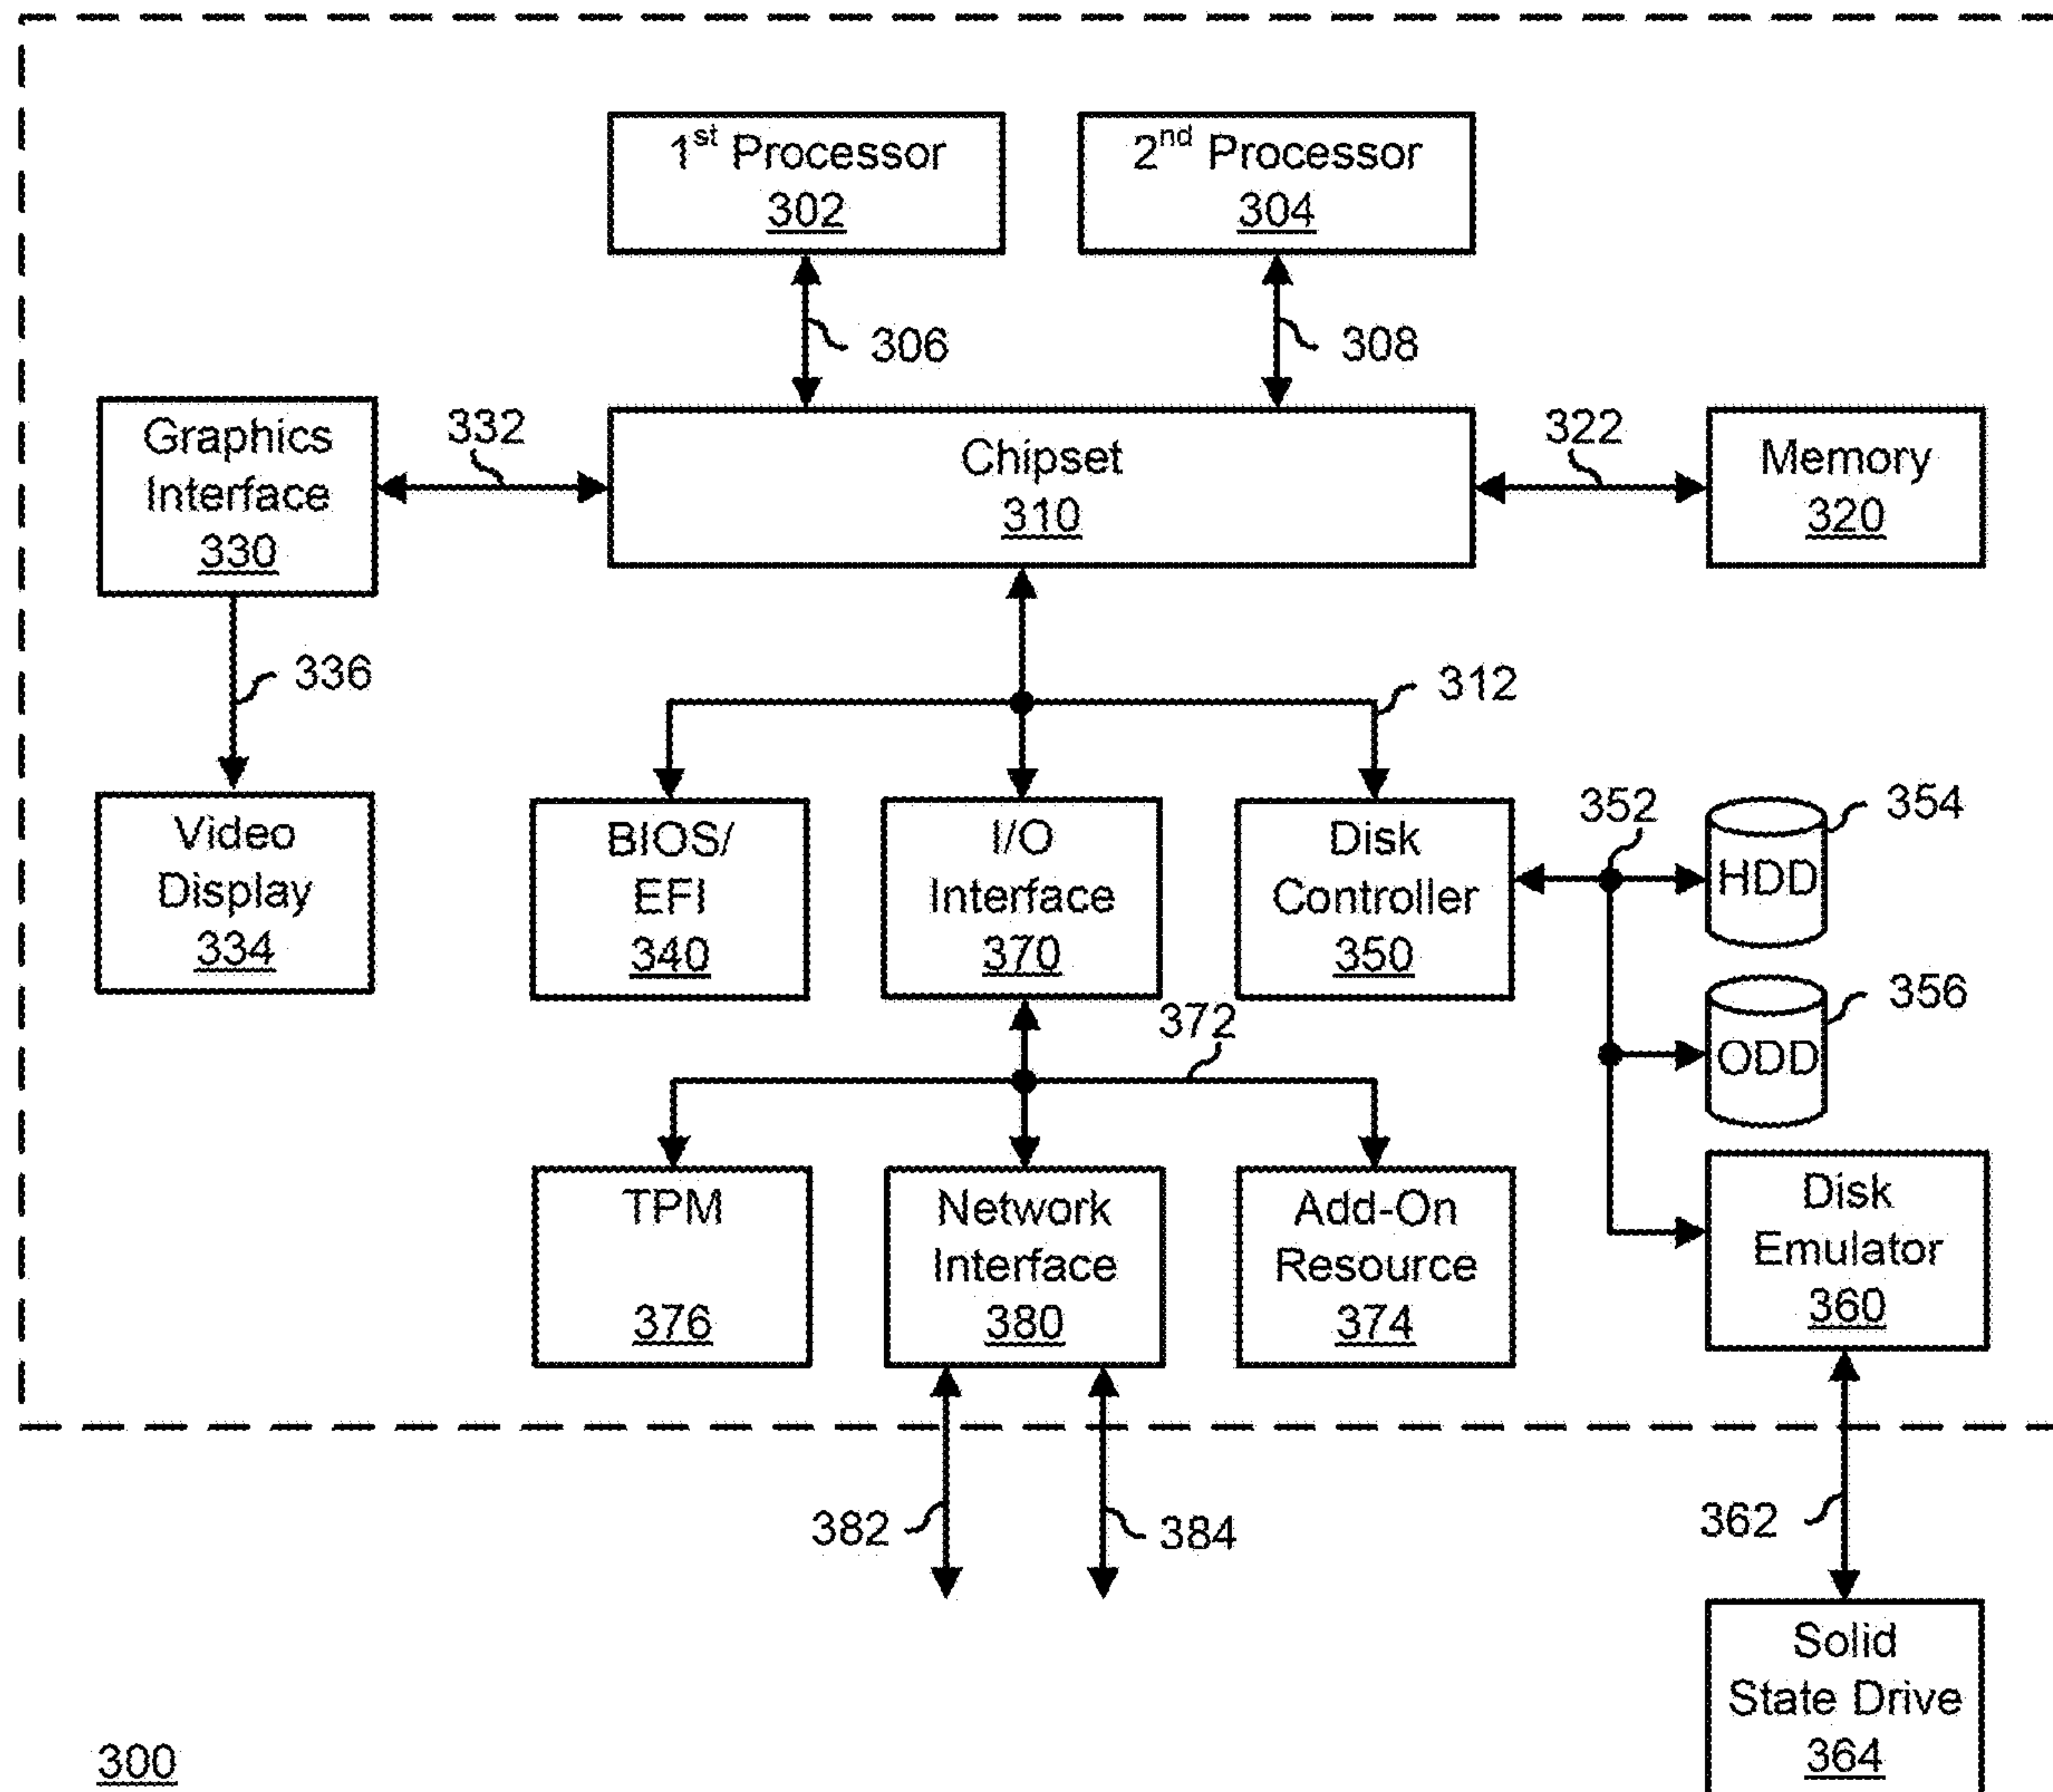 1st Processor
302
2nd Processor
304
306
308
Graphics
Interface
330
332
Chipset
310
322
Memory
320
336
312
Video
Display
334
BIOS/
EFI
340
I/O
Interface
370
Disk
Controller
350
352
354
HDD
356
ODD
372
TPM
376
Network
Interface
380
Add-On
Resource
374
Disk
Emulator
360
382
384
362
Solid
State Drive
364
300